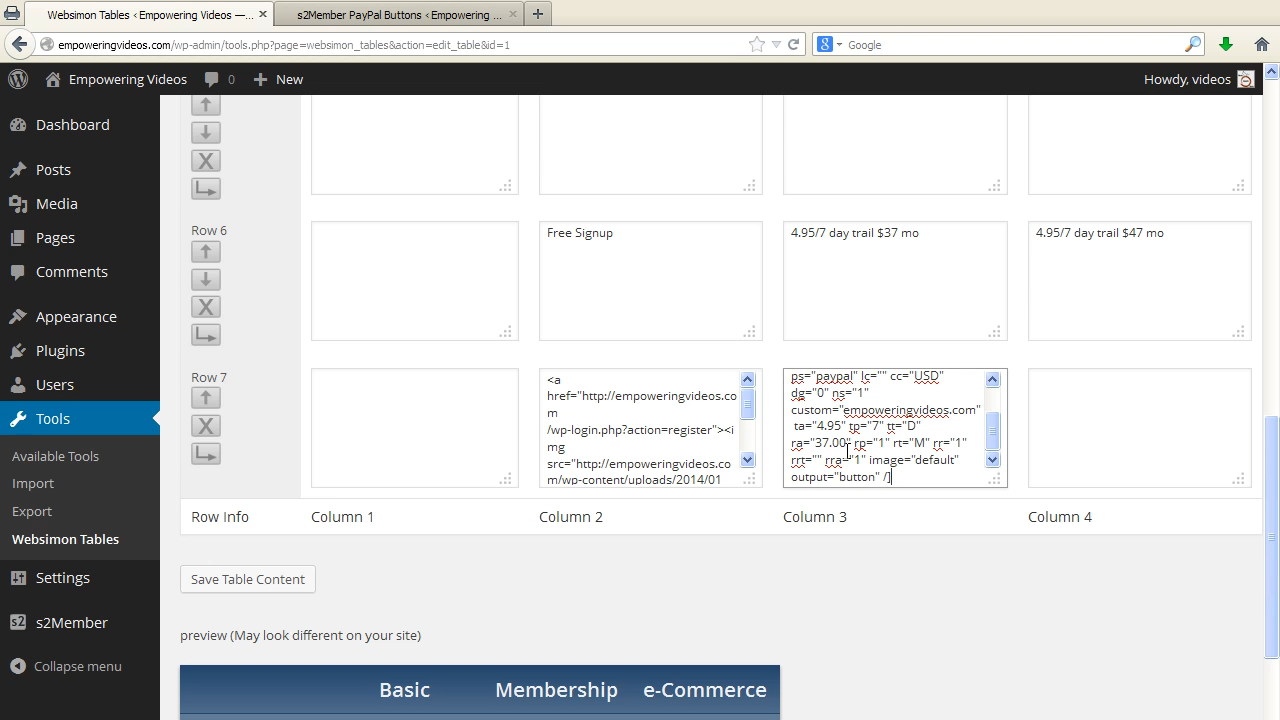 Websimon Tables ‹ Empowering Videos —...
s2Member PayPal Buttons ‹ Empowering ...
empoweringvideos.com/wp-admin/tools.php?page=websimon_tables&action=edit_table&id=1
Google
Empowering Videos
0
New
Howdy, videos
Dashboard
Posts
Media
Pages
Comments
Appearance
Plugins
Users
Tools
Available Tools
Import
Export
Websimon Tables
Settings
s2Member
Collapse menu
Row 6
Free Signup
4.95/7 day trail $37 mo
4.95/7 day trail $47 mo
Row 7
<a
href="http://empoweringvideos.co
m
/wp-login.php?action=register"><i
mg
src="http://empoweringvideos.co
m/wp-content/uploads/2014/01
ps="paypal" lc="" cc="USD"
dg="0" ns="1"
custom="empoweringvideos.com"
ta="4.95" tp="7" tt="D"
ra="37.00" rp="1" rt="M" rr="1"
rrt="" rra="1" image="default"
output="button" /]
Row Info
Column 1
Column 2
Column 3
Column 4
Save Table Content
preview (May look different on your site)
Basic
Membership
e-Commerce